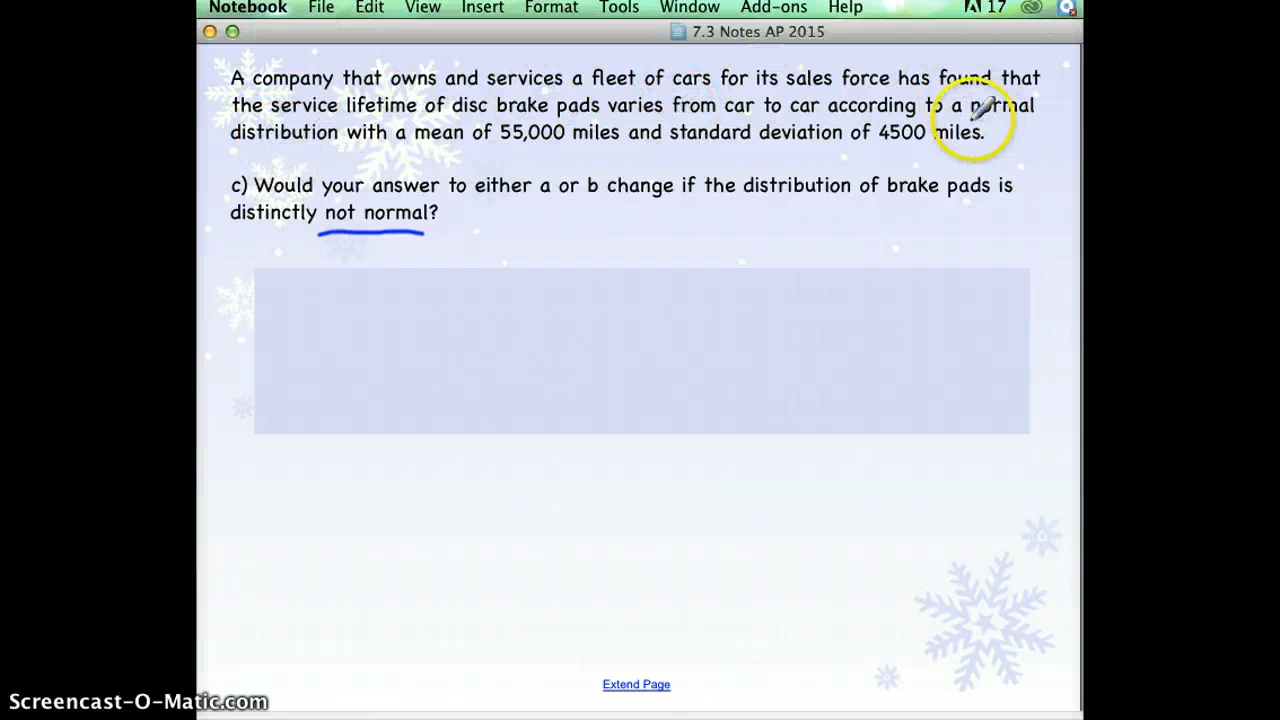 Notebook File Edit View Insert Format Tools Window Add-ons Help 17
7.3 Notes AP 2015
A company that owns and services a fleet of cars for its sales force has found that
the service lifetime of disc brake pads varies from car to car according to a normal
distribution with a mean of 55,000 miles and standard deviation of 4500 miles.
c) Would your answer to either a or b change if the distribution of brake pads is
distinctly not normal?
Extend Page
Screencast-O-Matic.com